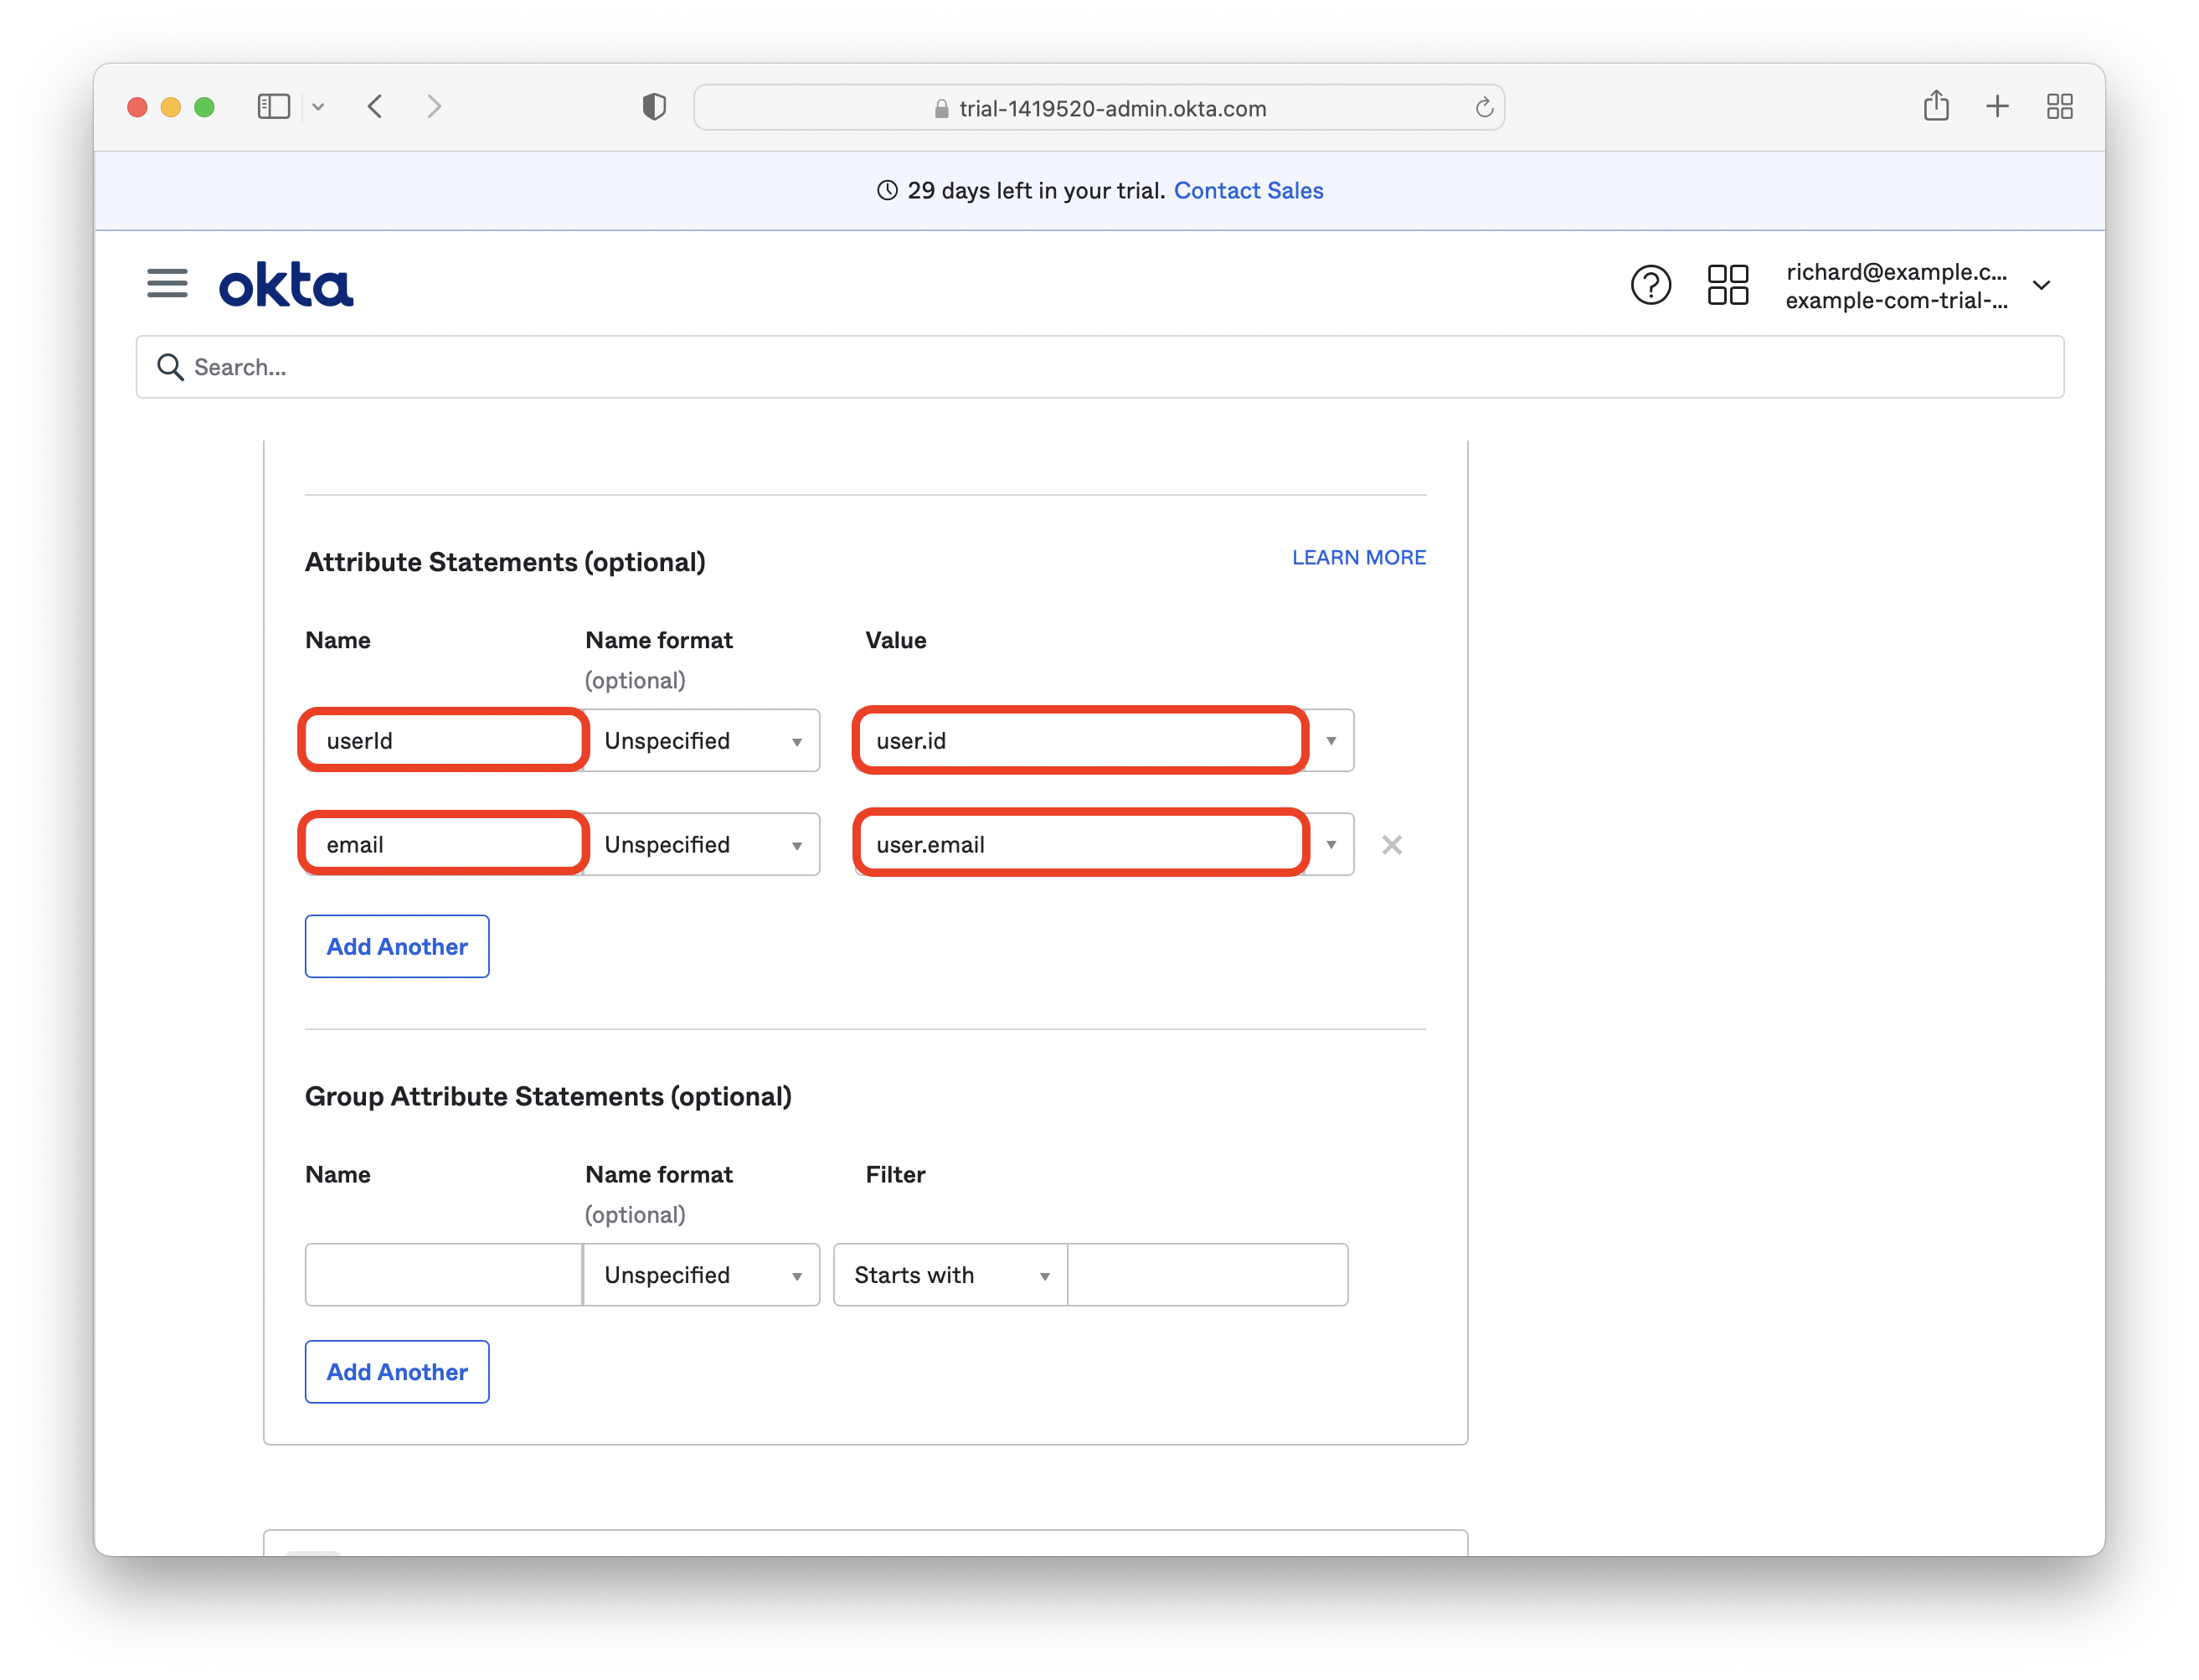 trial-1419520-admin.okta.com
29 days left in your trial. Contact Sales
okta
richard@example.c...
example-com-trial-...
Search...
Attribute Statements (optional)
LEARN MORE
Name Name format Value
(optional)
userId Unspecified user.id
email Unspecified user.email
Add Another
Group Attribute Statements (optional)
Name Name format Filter
(optional)
Unspecified Starts with
Add Another